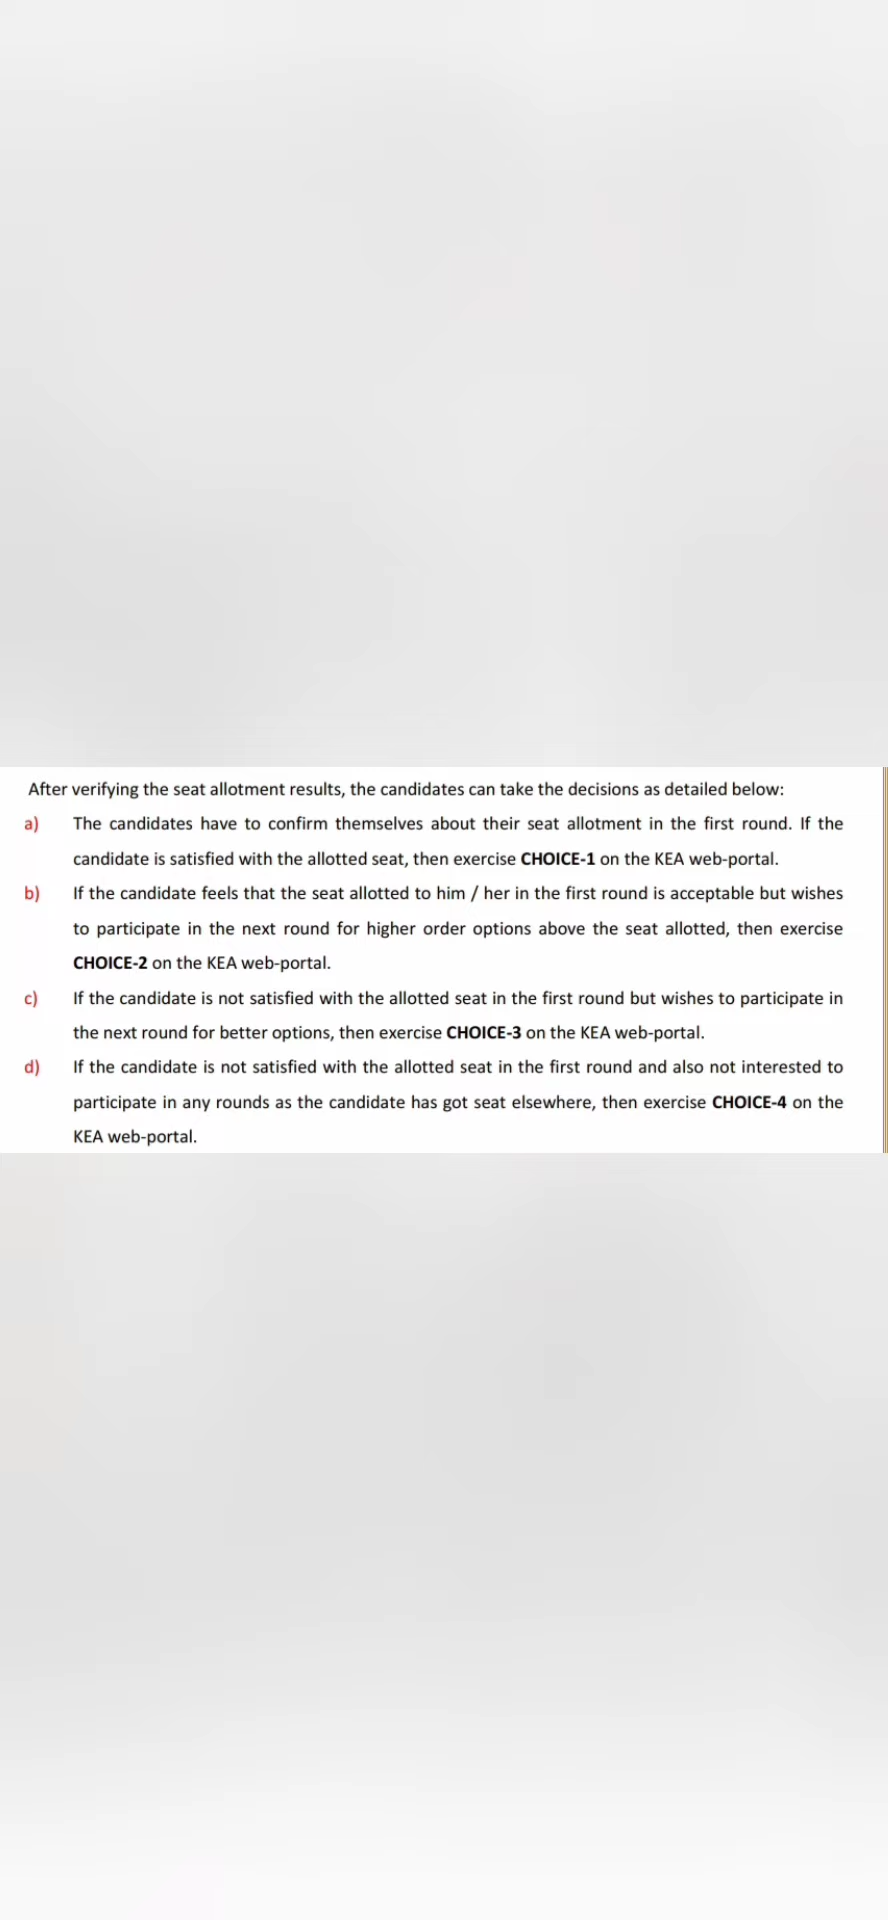 After verifying the seat allotment results, the candidates can take the decisions as detailed below:
a) The candidates have to confirm themselves about their seat allotment in the first round. If the
candidate is satisfied with the allotted seat, then exercise CHOICE-1 on the KEA web-portal.
b) If the candidate feels that the seat allotted to him / her in the first round is acceptable but wishes
to participate in the next round for higher order options above the seat allotted, then exercise
CHOICE-2 on the KEA web-portal.
c) If the candidate is not satisfied with the allotted seat in the first round but wishes to participate in
the next round for better options, then exercise CHOICE-3 on the KEA web-portal.
d) If the candidate is not satisfied with the allotted seat in the first round and also not interested to
participate in any rounds as the candidate has got seat elsewhere, then exercise CHOICE-4 on the
KEA web-portal.